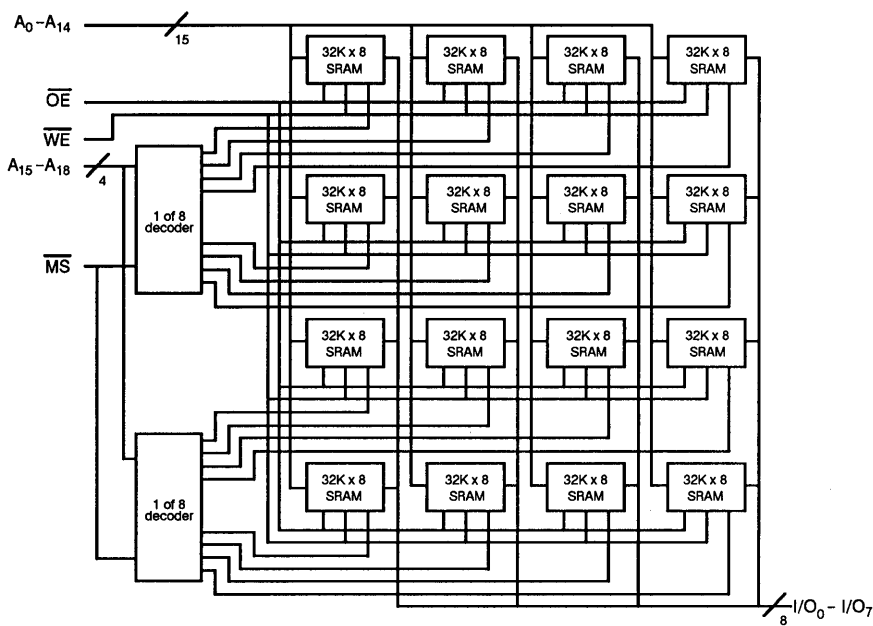 A₀–A₁₄
15
32K x 8
SRAM
32K x 8
SRAM
32K x 8
SRAM
32K x 8
SRAM
O̅E̅
W̅E̅
A₁₅–A₁₈
4
1 of 8
decoder
32K x 8
SRAM
32K x 8
SRAM
32K x 8
SRAM
32K x 8
SRAM
M̅S̅
32K x 8
SRAM
32K x 8
SRAM
32K x 8
SRAM
32K x 8
SRAM
1 of 8
decoder
32K x 8
SRAM
32K x 8
SRAM
32K x 8
SRAM
32K x 8
SRAM
I/O₀ – I/O₇
8